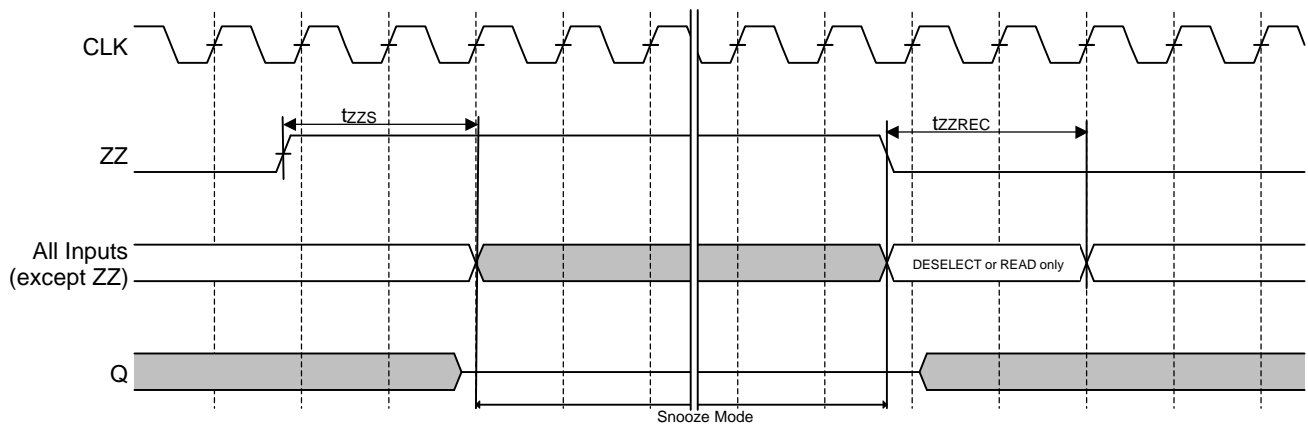 CLK
tZZS
tZZREC
ZZ
All Inputs
(except ZZ)
DESELECT or READ only
Q
Snooze Mode